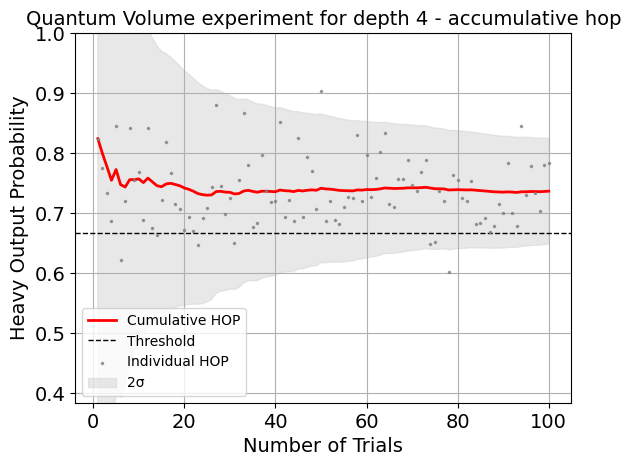 Quantum Volume experiment for depth 4 - accumulative hop
1.0
0.9
0.8
0.7
0.6
0.5
0.4
Heavy Output Probability
Cumulative HOP
Threshold
Individual HOP
2σ
0 20 40 60 80 100
Number of Trials